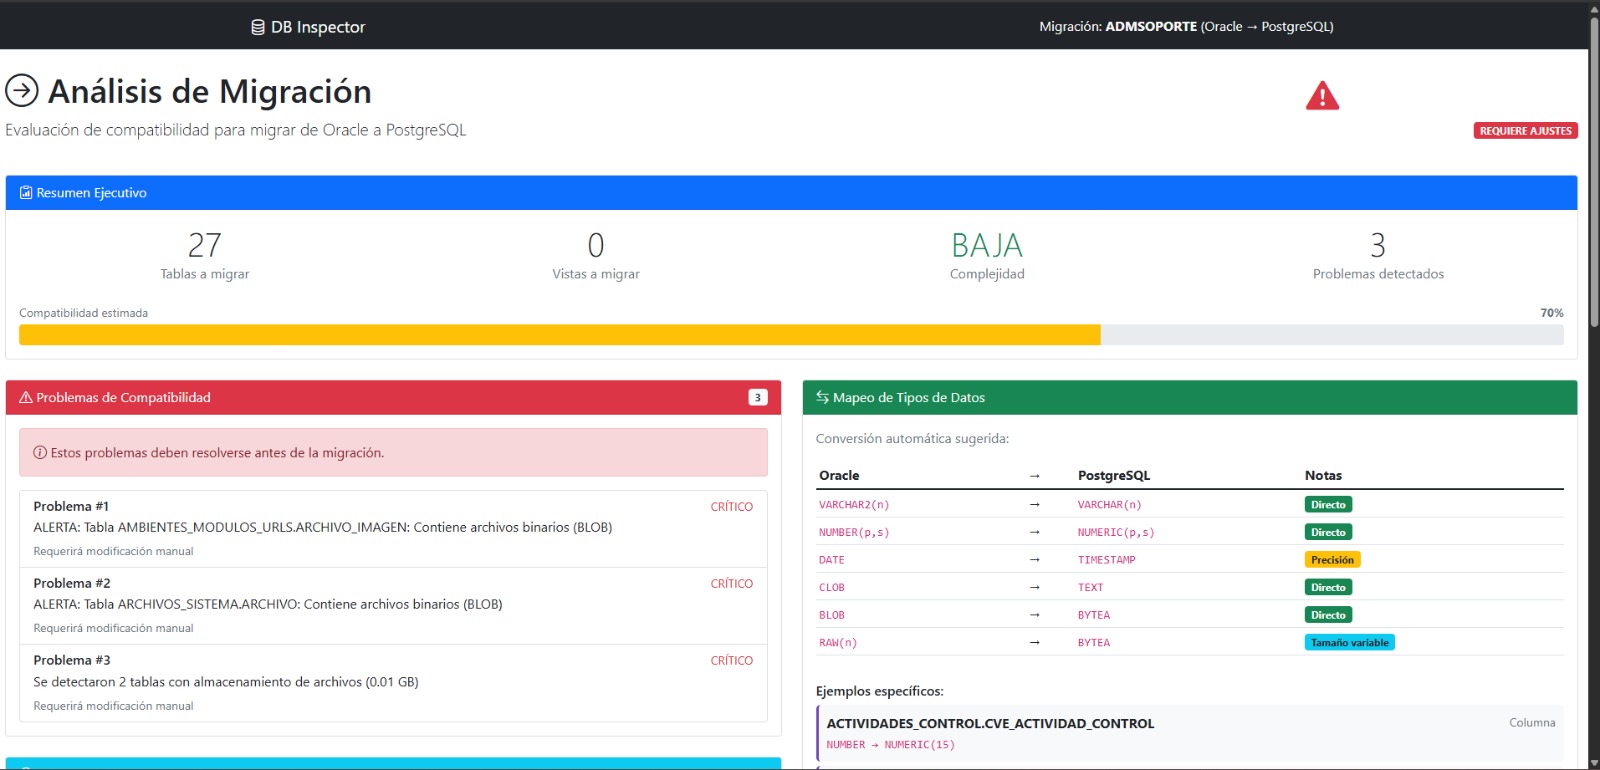 DB Inspector
Migración: ADMSOPORTE (Oracle → PostgreSQL)
Análisis de Migración
Evaluación de compatibilidad para migrar de Oracle a PostgreSQL
REQUIERE AJUSTES
Resumen Ejecutivo
27
Tablas a migrar
0
Vistas a migrar
BAJA
Complejidad
3
Problemas detectados
Compatibilidad estimada
70%
Problemas de Compatibilidad
3
Estos problemas deben resolverse antes de la migración.
Problema #1
CRÍTICO
ALERTA: Tabla AMBIENTES_MODULOS_URLS.ARCHIVO_IMAGEN: Contiene archivos binarios (BLOB)
Requerirá modificación manual
Problema #2
CRÍTICO
ALERTA: Tabla ARCHIVOS_SISTEMA.ARCHIVO: Contiene archivos binarios (BLOB)
Requerirá modificación manual
Problema #3
CRÍTICO
Se detectaron 2 tablas con almacenamiento de archivos (0.01 GB)
Requerirá modificación manual
Mapeo de Tipos de Datos
Conversión automática sugerida:
Oracle → PostgreSQL Notas
VARCHAR2(n) → VARCHAR(n) Directo
NUMBER(p,s) → NUMERIC(p,s) Directo
DATE → TIMESTAMP Precisión
CLOB → TEXT Directo
BLOB → BYTEA Directo
RAW(n) → BYTEA Tamaño variable
Ejemplos específicos:
ACTIVIDADES_CONTROL.CVE_ACTIVIDAD_CONTROL
Columna
NUMBER → NUMERIC(15)